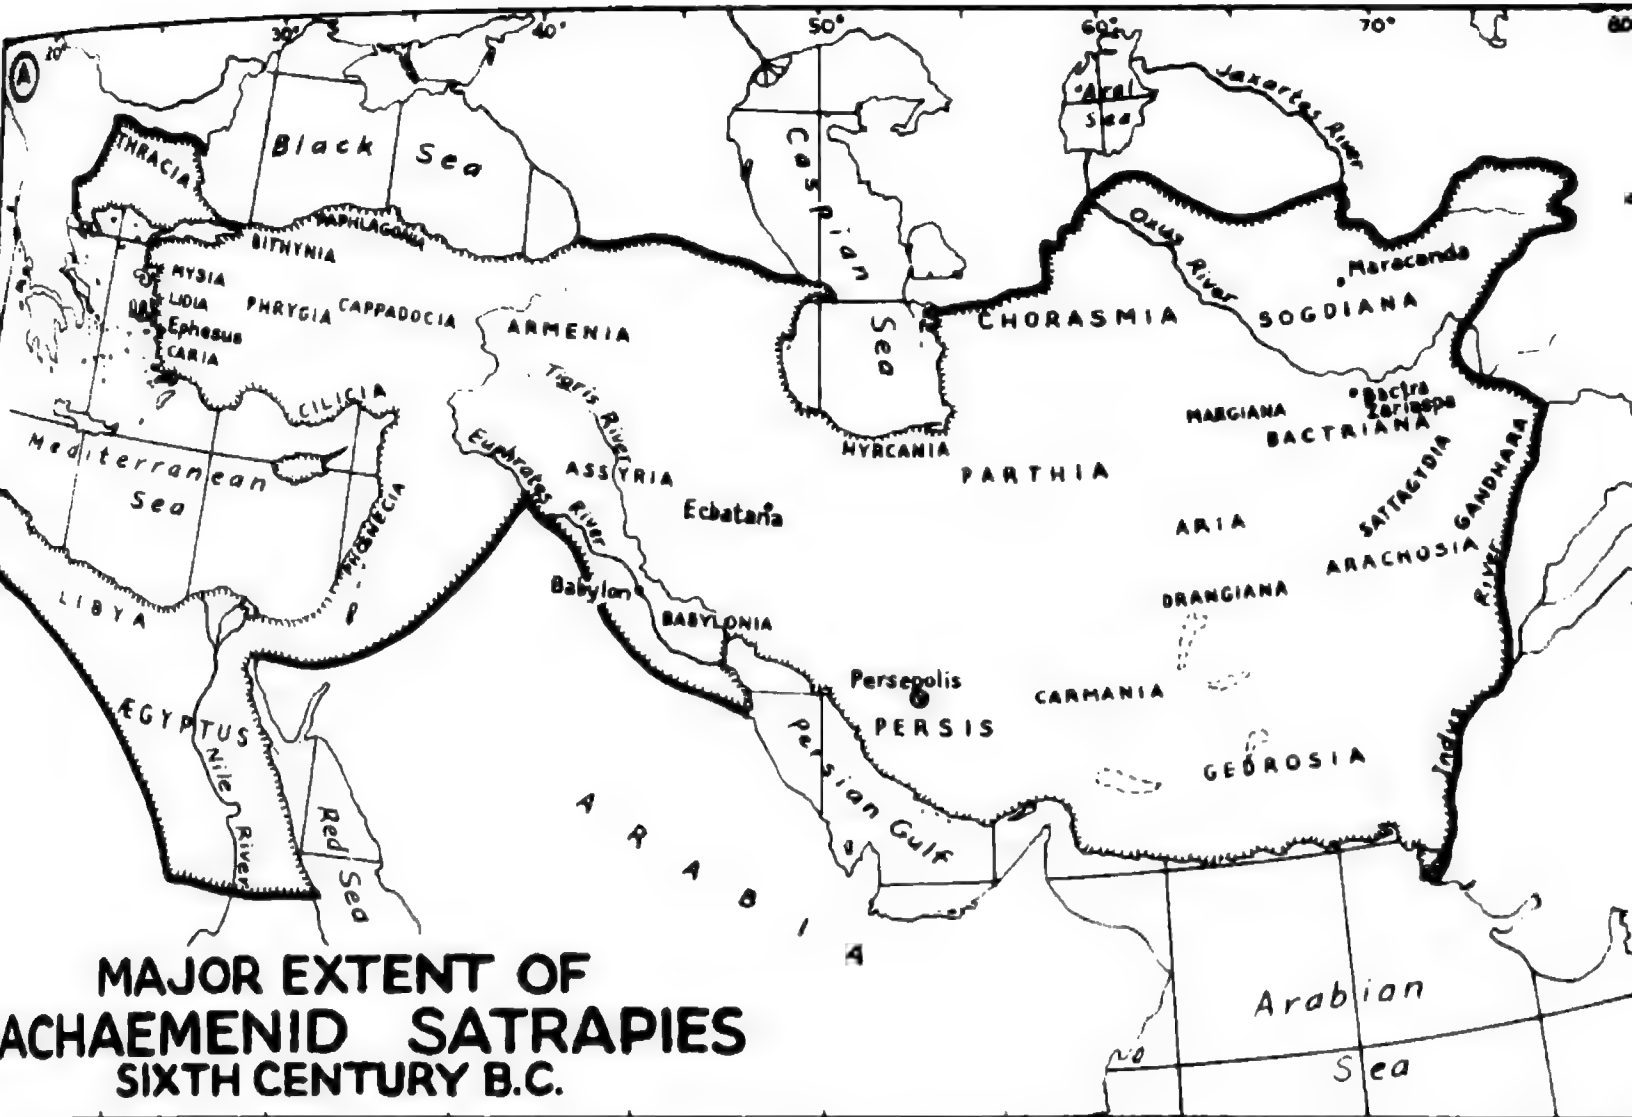 20°
30°
40°
50°
60°
70°
80
A
THRACIA
Black Sea
Caspian Sea
Aral
Sea
Jaxartes River
PAPHLAGONIA
BITHYNIA
MYSIA
LIDIA
Ephesus
CARIA
PHRYGIA
CAPPADOCIA
ARMENIA
CILICIA
CHORASMIA
Oxus River
Maracanda
SOGDIANA
Bactra
Zariaspa
MARGIANA
BACTRIANA
SATTAGYDIA
GANDHARA
HYRCANIA
PARTHIA
Tigris River
Euphrates River
ASSYRIA
Ecbatana
Mediterranean
Sea
PHOENECIA
ARIA
ARACHOSIA
DRANGIANA
Babylon
BABYLONIA
LIBYA
ÆGYPTUS
Nile River
Red Sea
Persepolis
PERSIS
CARMANIA
GEDROSIA
Indus River
Persian Gulf
ARABIA
Arabian
Sea
MAJOR EXTENT OF
ACHAEMENID SATRAPIES
SIXTH CENTURY B.C.